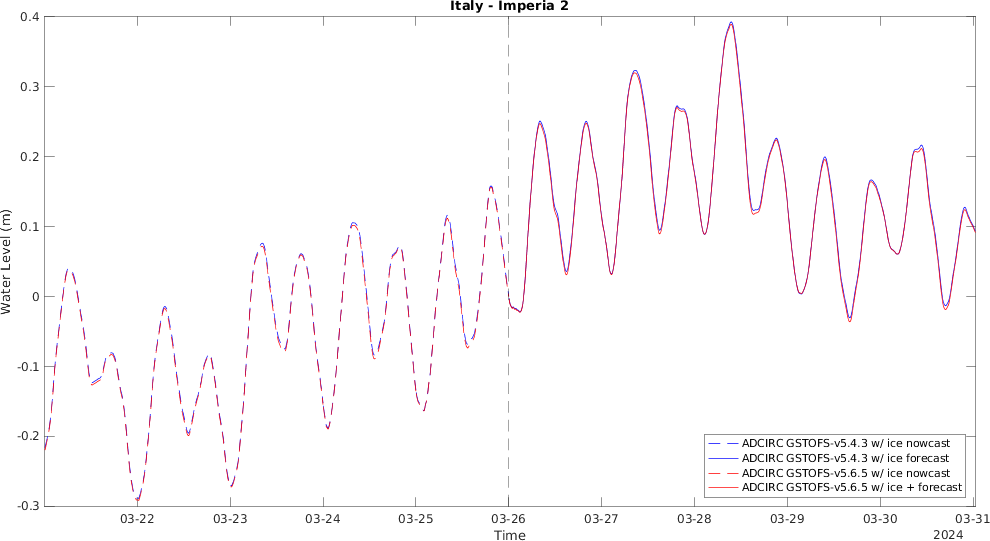 Italy - Imperia 2
Water Level (m)
0.4
0.3
0.2
0.1
0
-0.1
-0.2
-0.3
03-22
03-23
03-24
03-25
03-26
03-27
03-28
03-29
03-30
03-31
Time
2024
ADCIRC GSTOFS-v5.4.3 w/ ice nowcast
ADCIRC GSTOFS-v5.4.3 w/ ice forecast
ADCIRC GSTOFS-v5.6.5 w/ ice nowcast
ADCIRC GSTOFS-v5.6.5 w/ ice + forecast